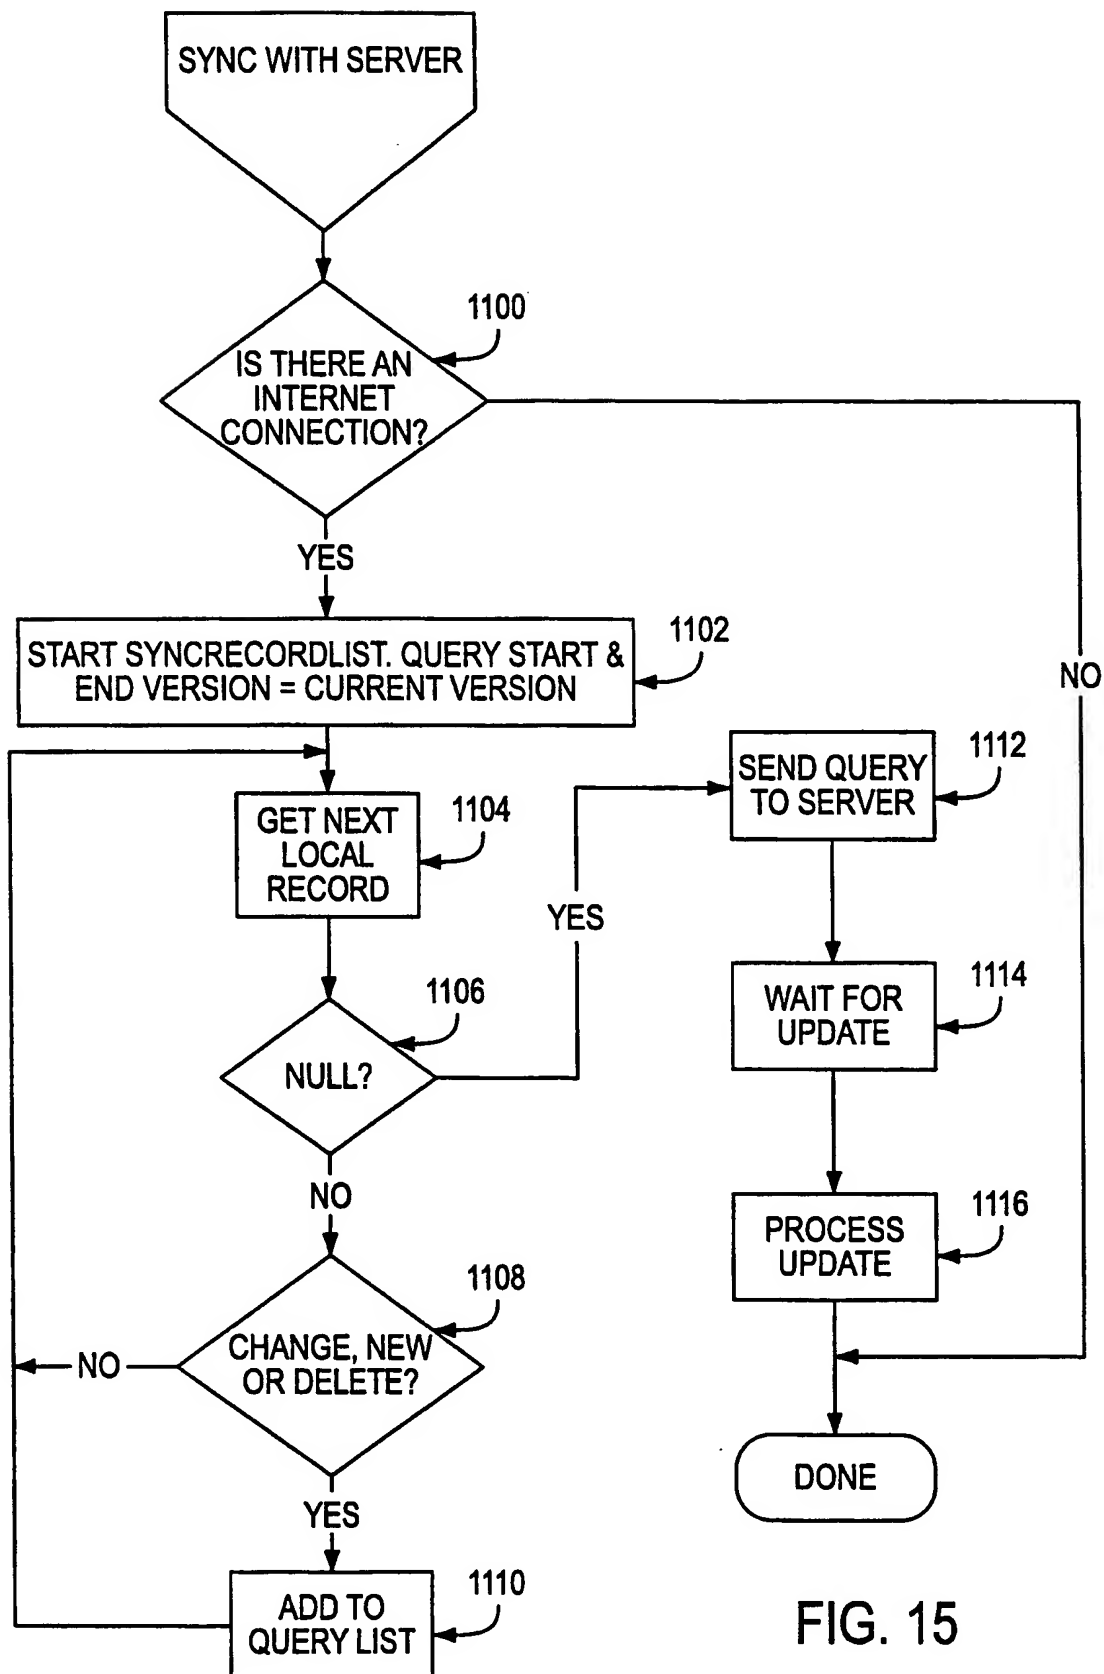 SYNC WITH SERVER
1100
IS THERE AN
INTERNET
CONNECTION?
YES
NO
1102
START SYNCRECORDLIST. QUERY START &
END VERSION = CURRENT VERSION
1104
GET NEXT
LOCAL
RECORD
1106
NULL?
YES
NO
1108
CHANGE, NEW
OR DELETE?
NO
YES
1110
ADD TO
QUERY LIST
1112
SEND QUERY
TO SERVER
1114
WAIT FOR
UPDATE
1116
PROCESS
UPDATE
DONE
FIG. 15